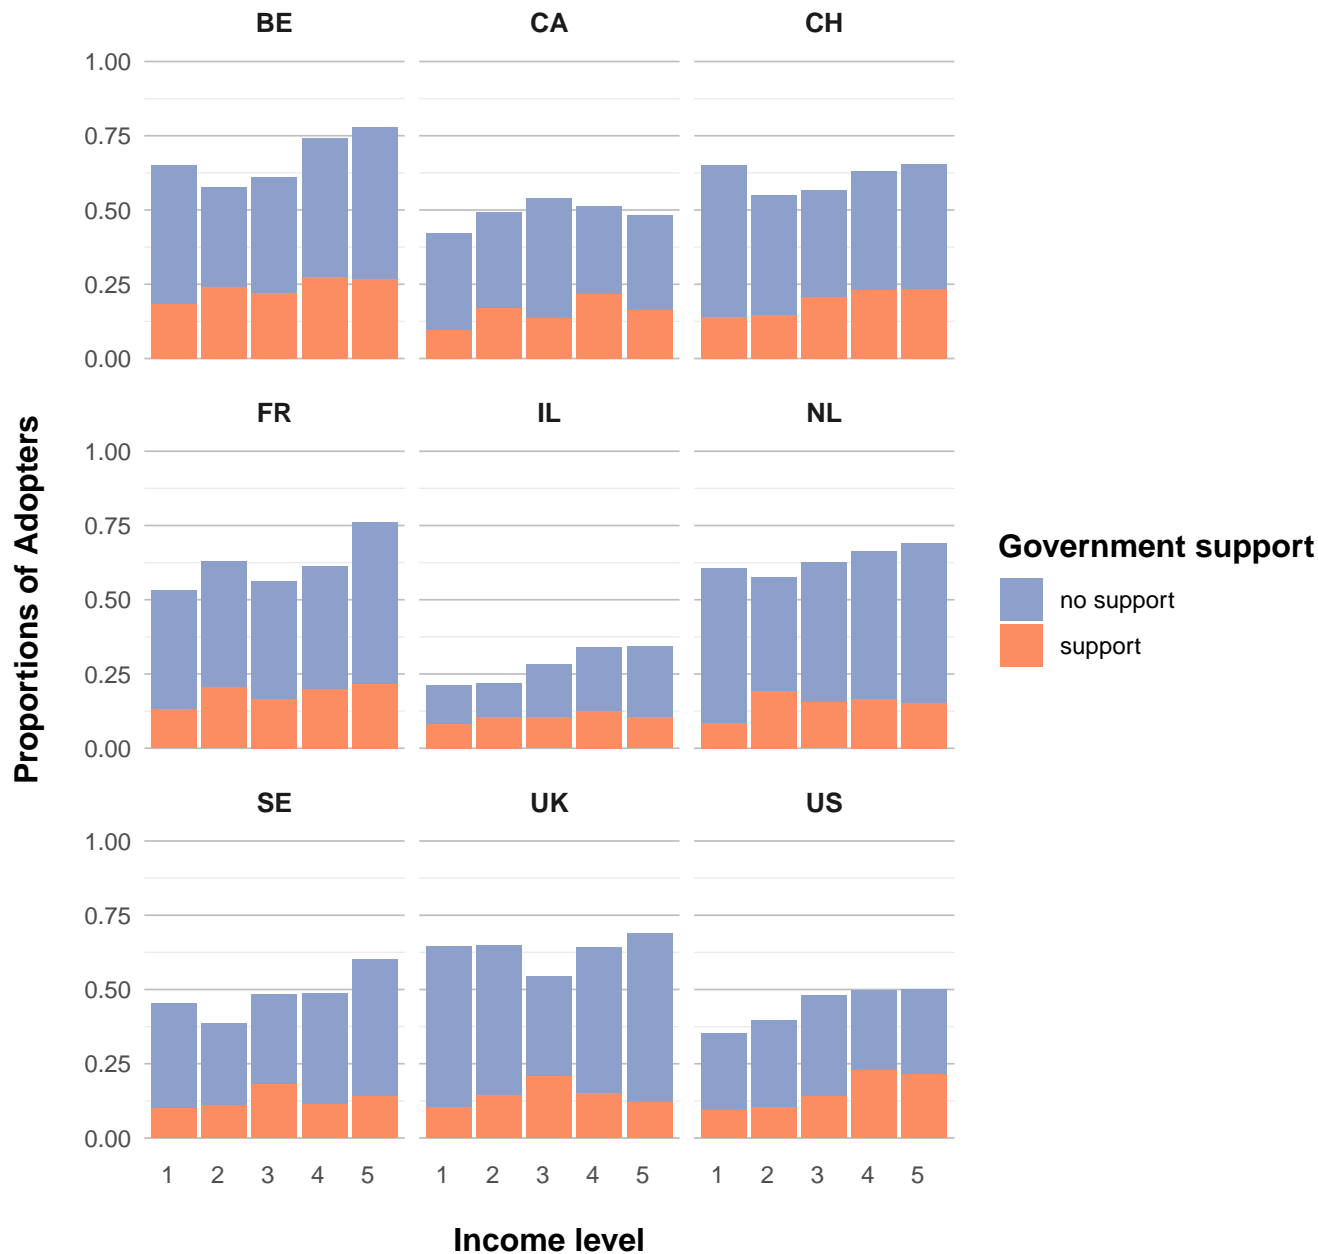 BE CA CH
1.00
0.75
0.50
0.25
0.00
FR IL NL
1.00
0.75
0.50
0.25
0.00
SE UK US
1.00
0.75
0.50
0.25
0.00
1 2 3 4 5 1 2 3 4 5 1 2 3 4 5
Income level
Proportions of Adopters
Government support
no support
support